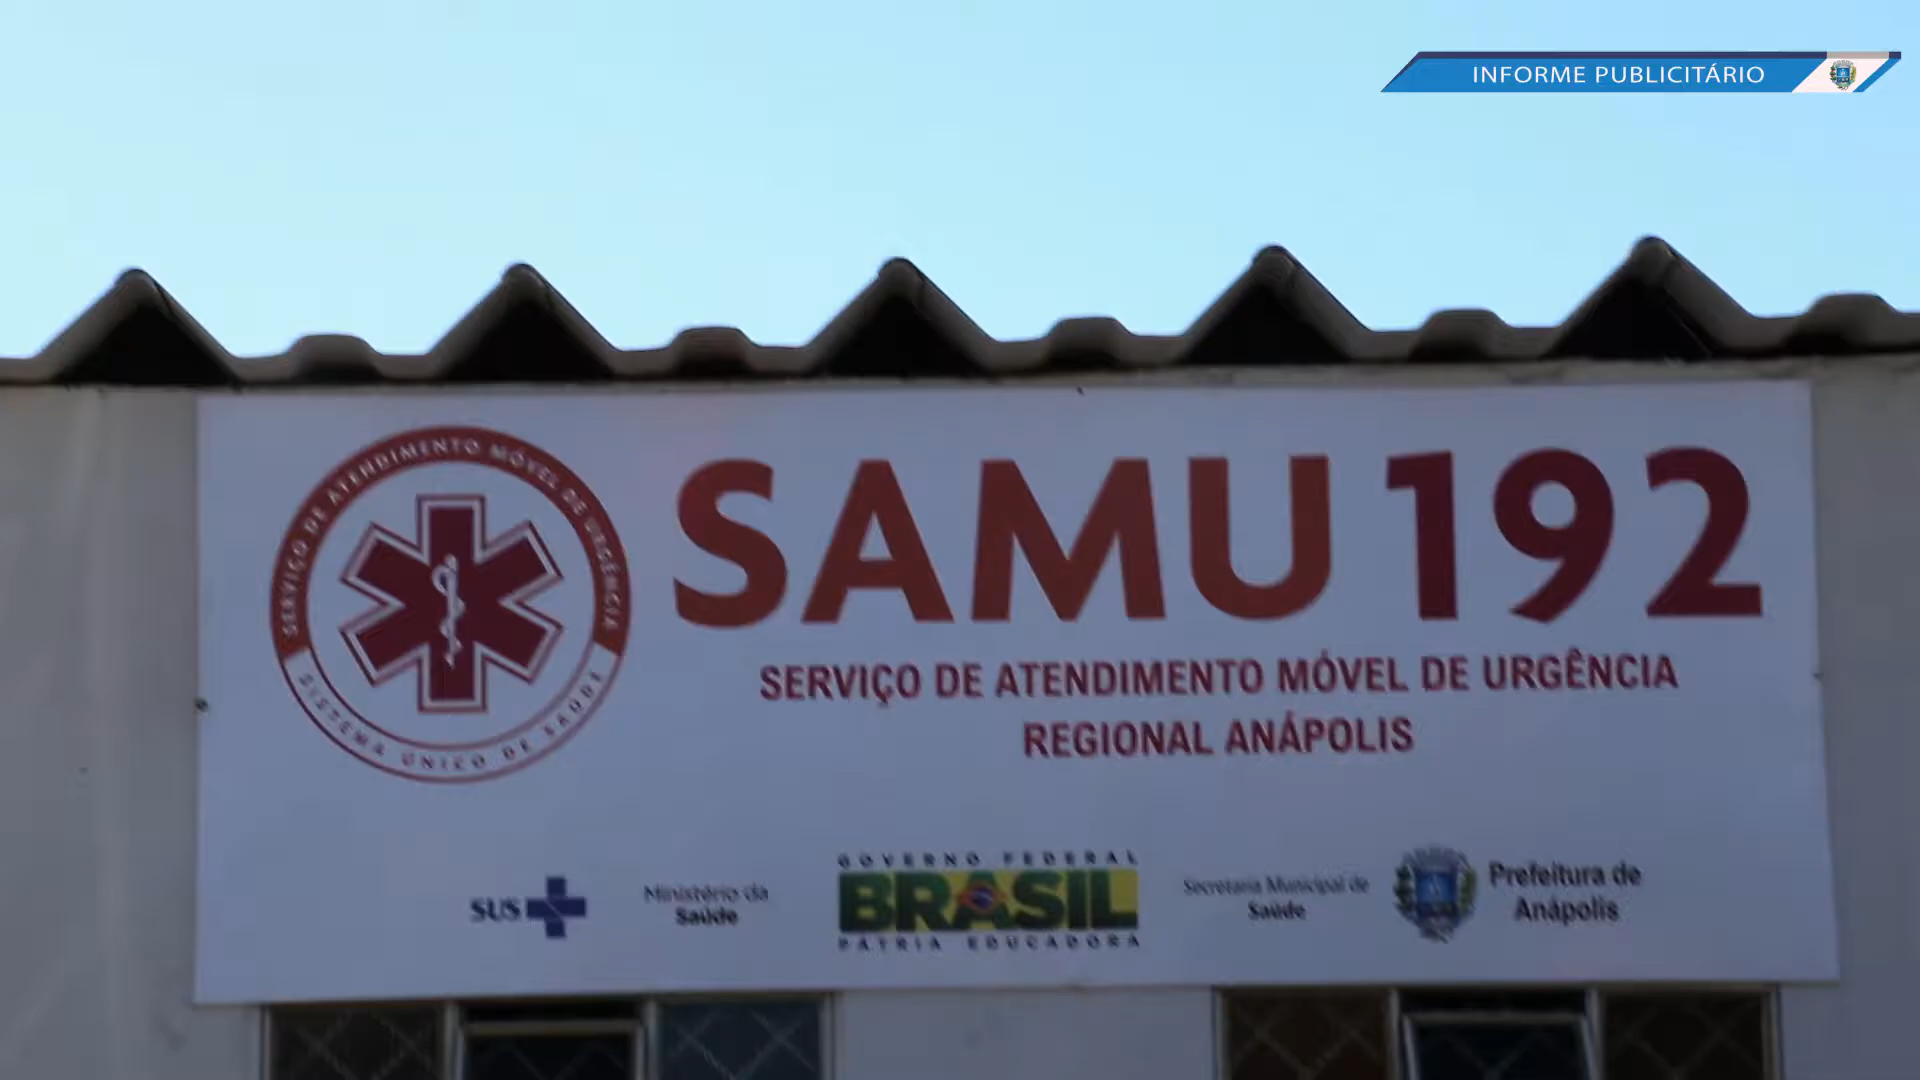 INFORME PUBLICITÁRIO
SERVIÇO DE ATENDIMENTO MÓVEL DE URGÊNCIA
SISTEMA ÚNICO DE SAÚDE
SAMU 192
SERVIÇO DE ATENDIMENTO MÓVEL DE URGÊNCIA
REGIONAL ANÁPOLIS
SUS
Ministério da
Saúde
GOVERNO FEDERAL
BRASIL
PÁTRIA EDUCADORA
Secretaria Municipal de
Saúde
Prefeitura de
Anápolis